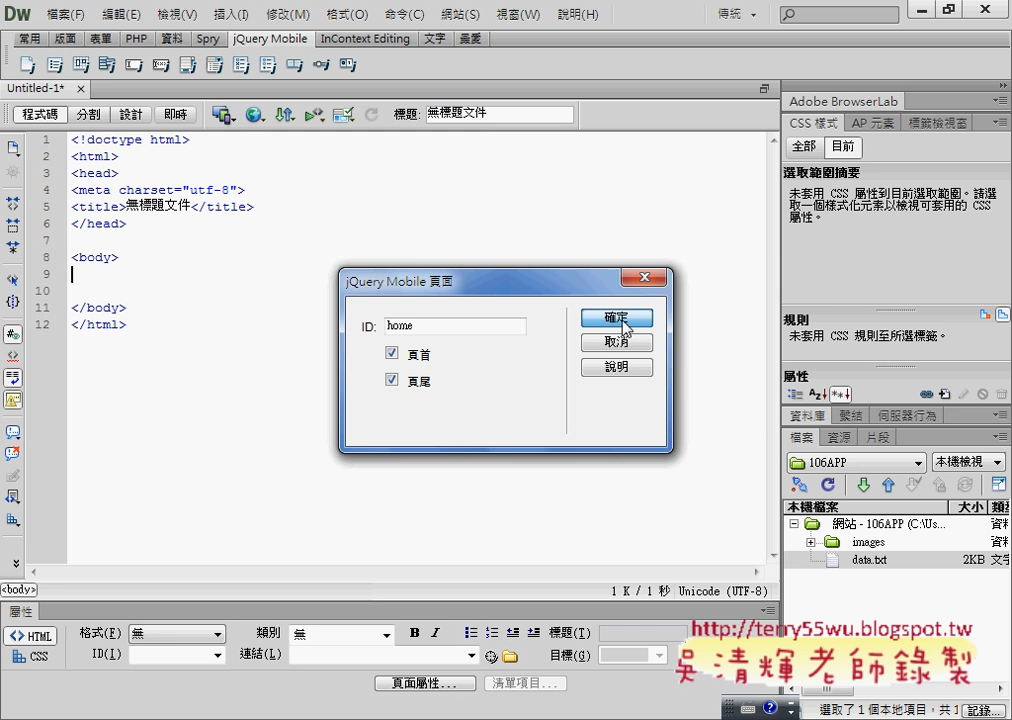 Dw 檔案(F) 編輯(E) 檢視(V) 插入(I) 修改(M) 格式(O) 命令(C) 網站(S) 視窗(W) 說明(H) 傳統
常用 版面 表單 PHP 資料 Spry jQuery Mobile InContext Editing 文字 最愛
Untitled-1*
程式碼 分割 設計 即時 標題: 無標題文件
1 <!doctype html>
2 <html>
3 <head>
4 <meta charset="utf-8">
5 <title>無標題文件</title>
6 </head>
7
8 <body>
9
10
11 </body>
12 </html>
jQuery Mobile 頁面
ID: home
頁首
頁尾
確定
取消
說明
<body>
1 K / 1 秒 Unicode (UTF-8)
屬性
<> HTML
CSS
格式(F) 無 類別 無 B I 標題(T)
ID(I) 連結(L) 目標(G)
頁面屬性... 清單項目...
Adobe BrowserLab
CSS 樣式 AP 元素 標籤檢視窗
全部 目前
選取範圍摘要
未套用 CSS 屬性到目前選取範圍。請選
取一個樣式化元素以檢視可套用的 CSS
屬性。
規則
未套用 CSS 規則至所選標籤。
屬性
資料庫 繫結 伺服器行為
檔案 資源 片段
106APP 本機檢視
本機檔案 大小 類型
網站 - 106APP (C:\Us... 資料
images 資料
data.txt 2KB 文字
http://terry55wu.blogspot.tw
吳清輝老師錄製
選取了 1 個本地項目，共 1 記錄...